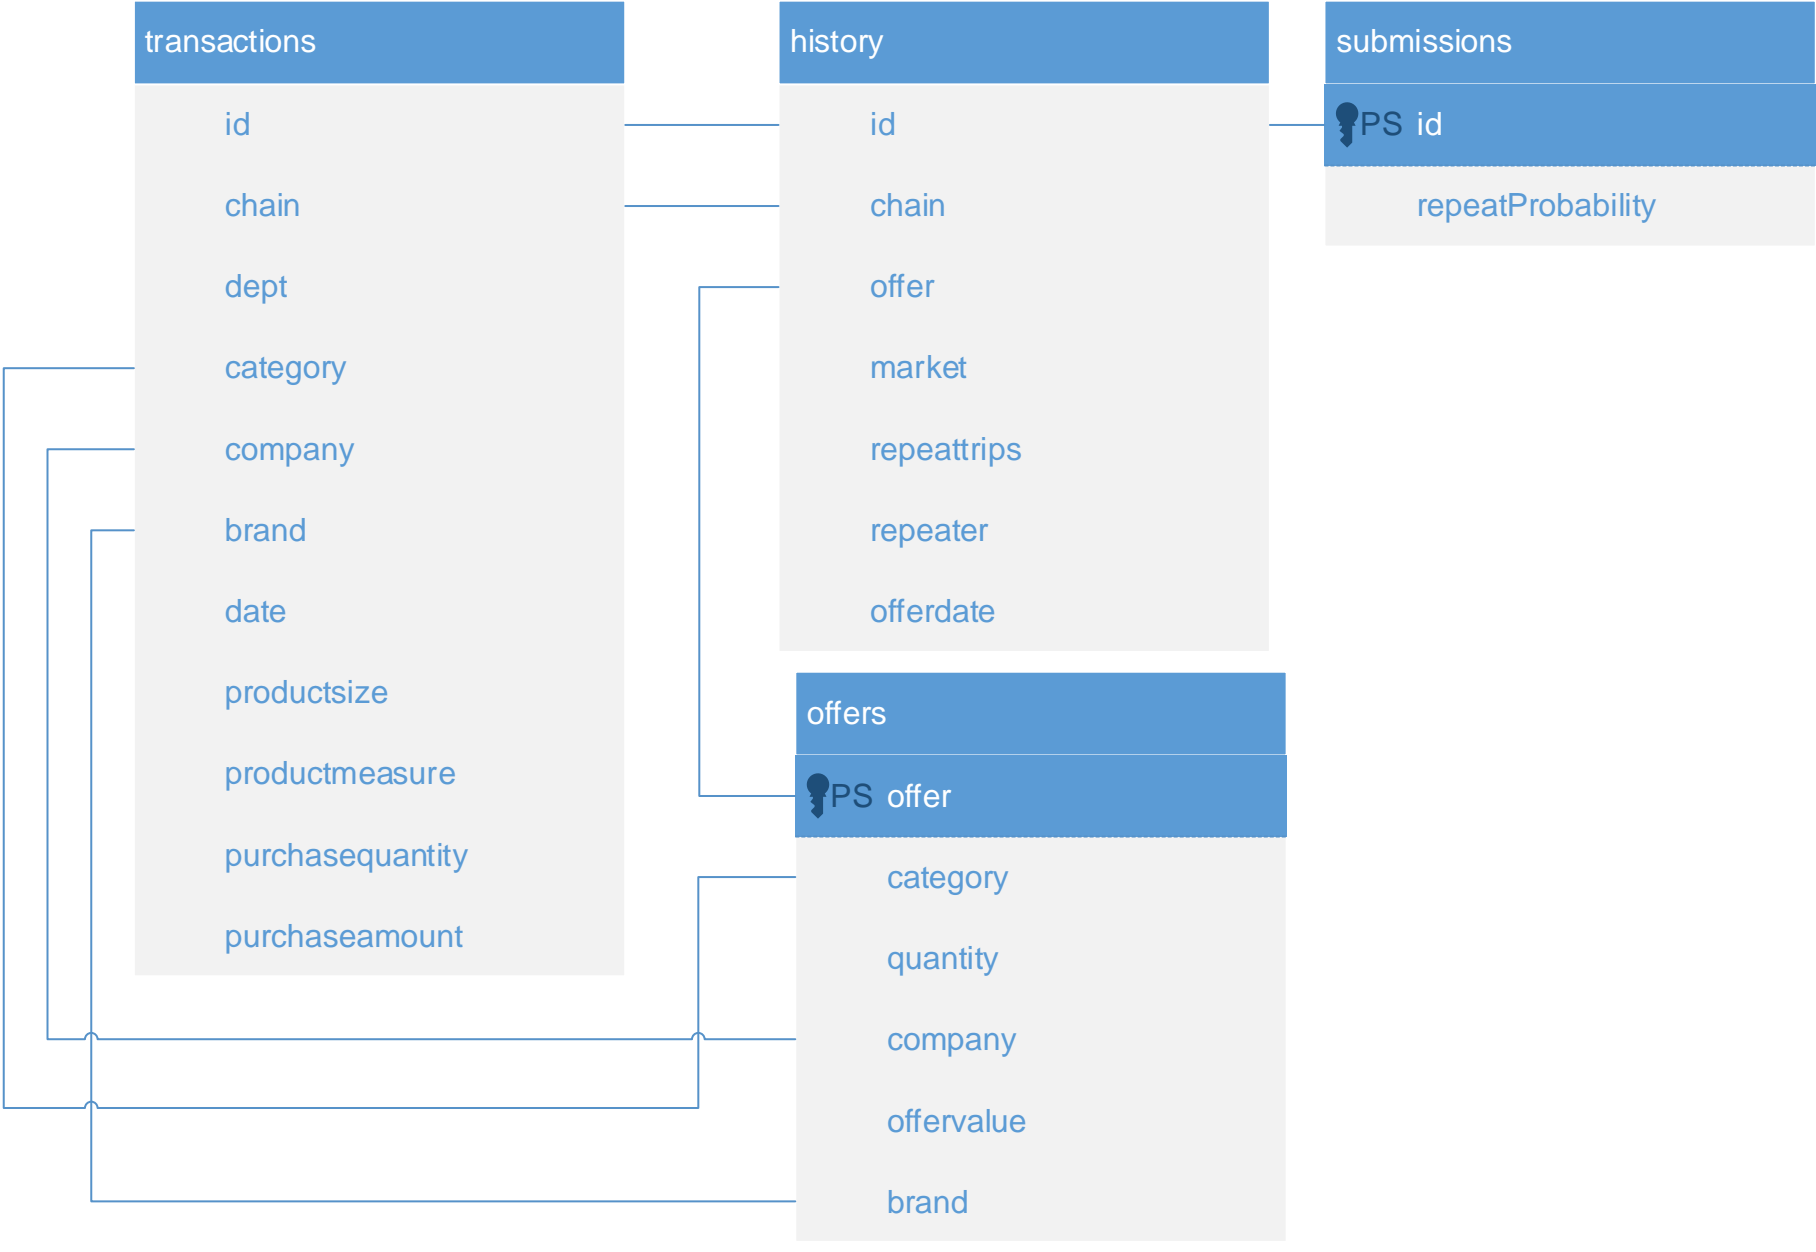 transactions
id
chain
dept
category
company
brand
date
productsize
productmeasure
purchasequantity
purchaseamount
history
id
chain
offer
market
repeattrips
repeater
offerdate
submissions
PS id
repeatProbability
offers
PS offer
category
quantity
company
offervalue
brand